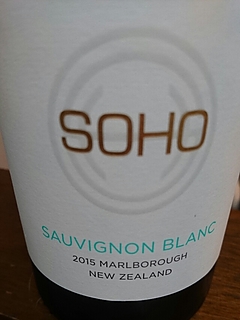 SOHO
SAUVIGNON BLANC
2015 MARLBOROUGH
NEW ZEALAND